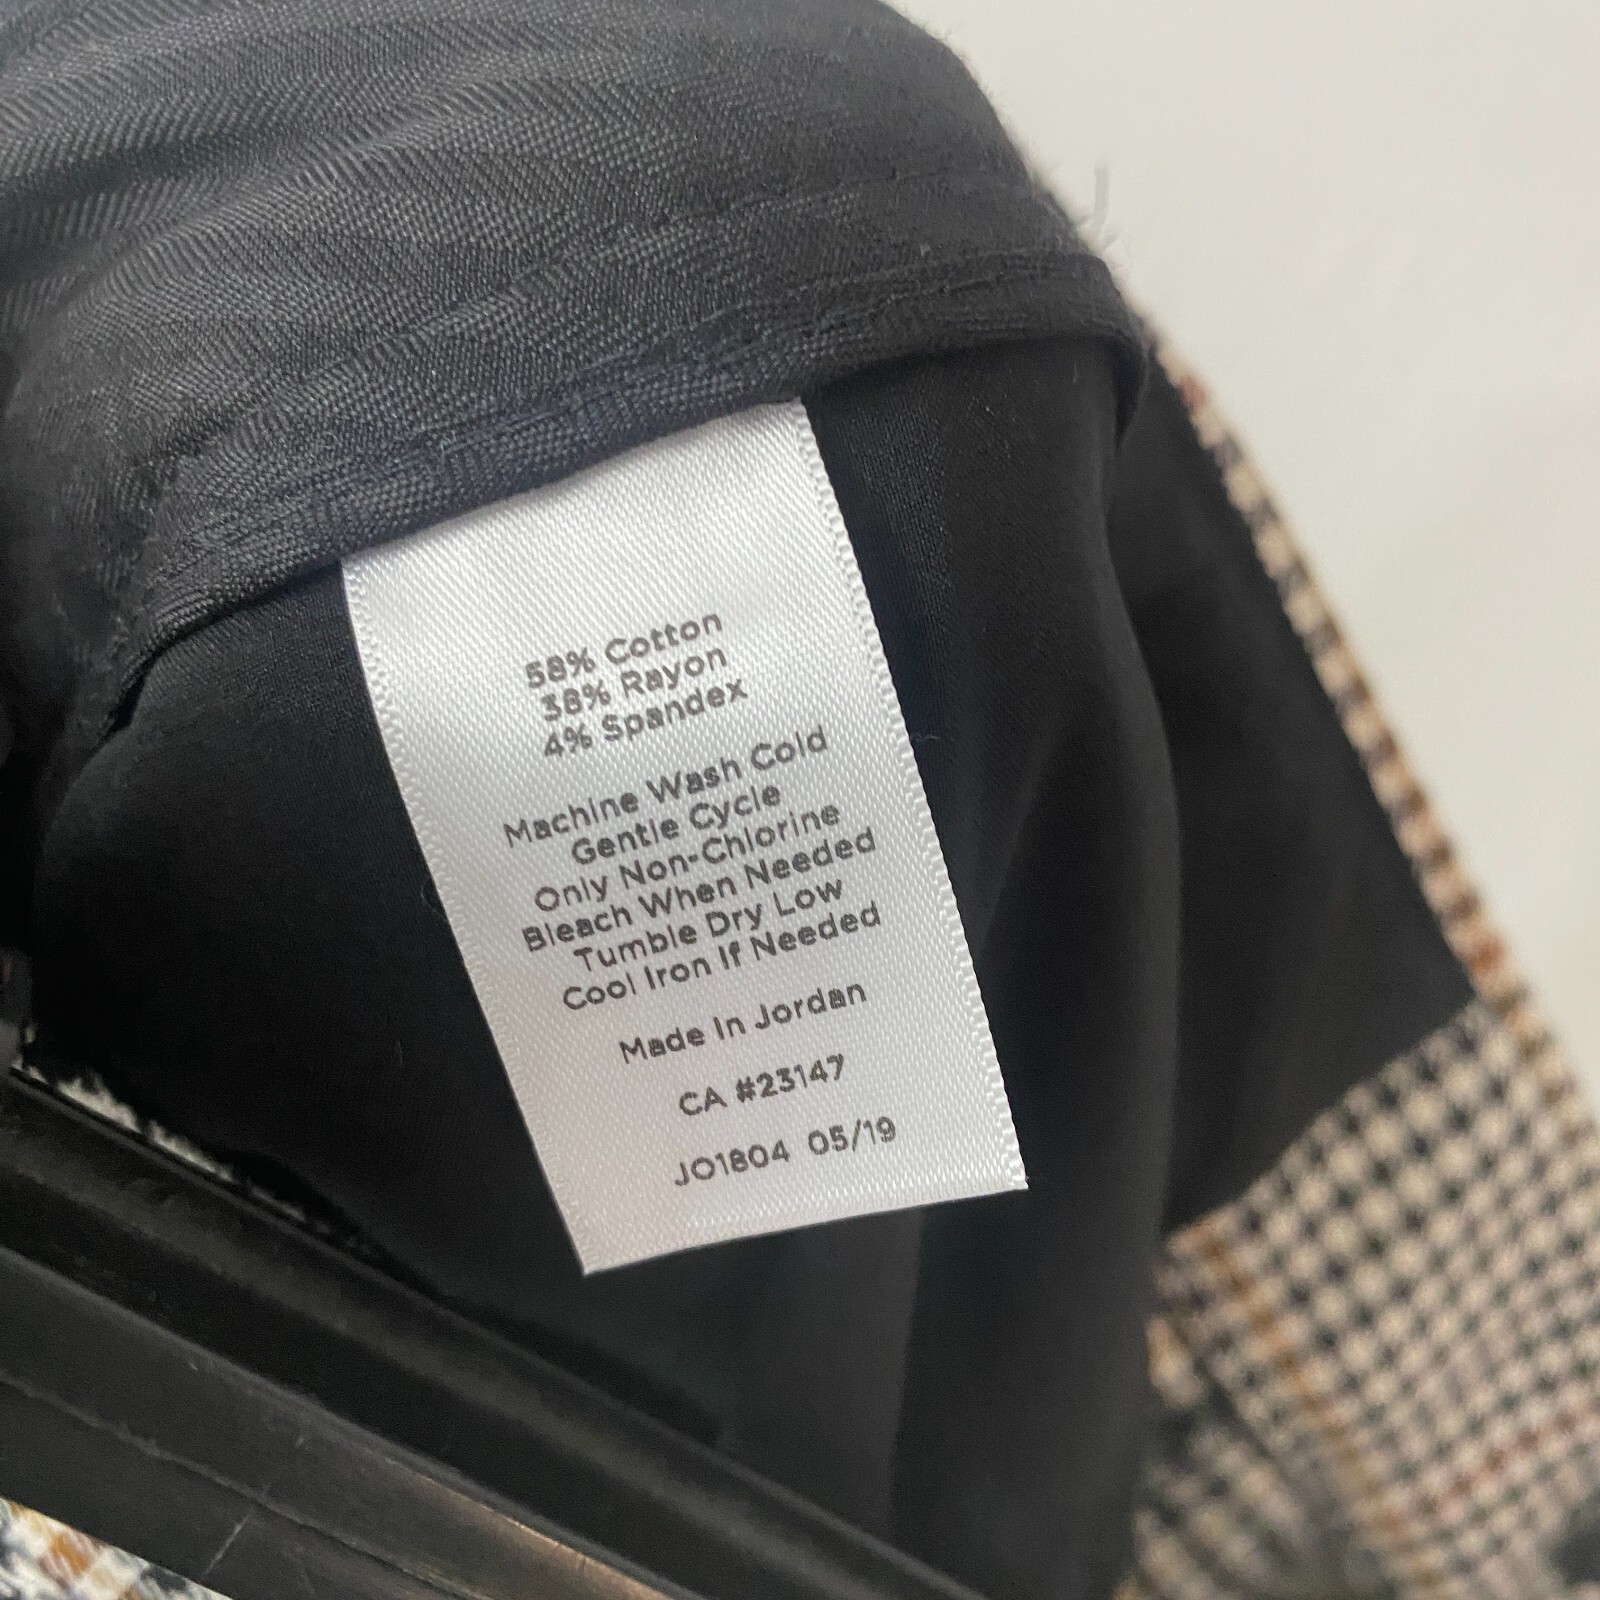 58% Cotton
38% Rayon
4% Spandex
Machine Wash Cold
Gentle Cycle
Only Non-Chlorine
Bleach When Needed
Tumble Dry Low
Cool Iron If Needed
Made In Jordan
CA #23147
JO1804 05/19